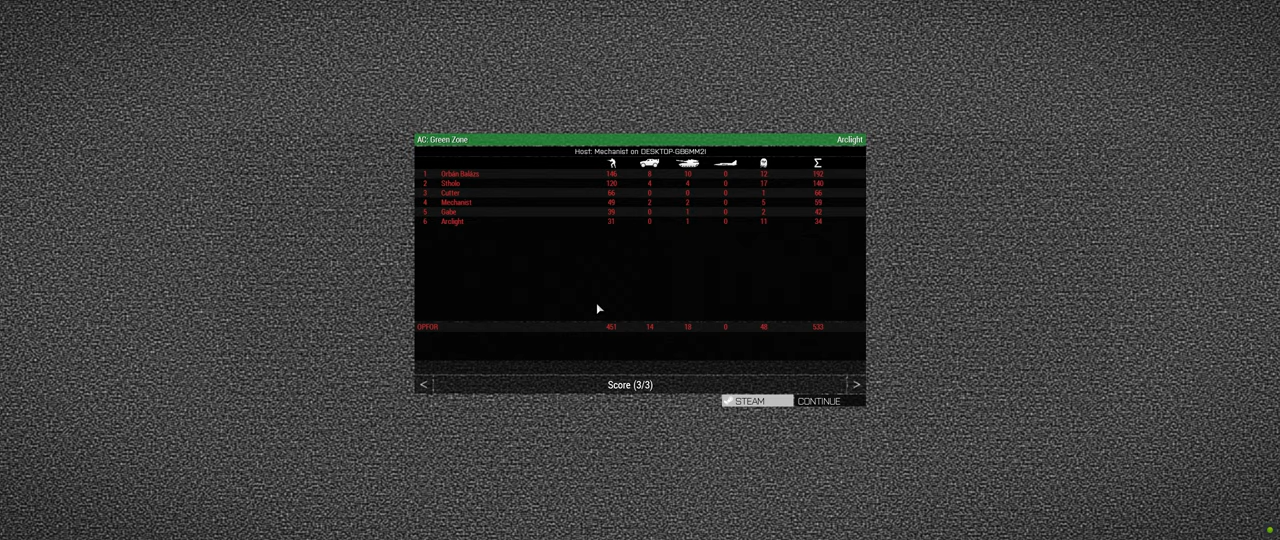 AC: Green Zone Arclight
Host: Mechanist on DESKTOP-GB6MM2I
Σ
1 Orbán Balázs 146 8 10 0 12 192
2 Stholo 120 4 4 0 17 140
3 Cutter 66 0 0 0 1 66
4 Mechanist 49 2 2 0 5 59
5 Gabe 39 0 1 0 2 42
6 Arclight 31 0 1 0 11 34
OPFOR 451 14 18 0 48 533
< Score (3/3) >
STEAM CONTINUE